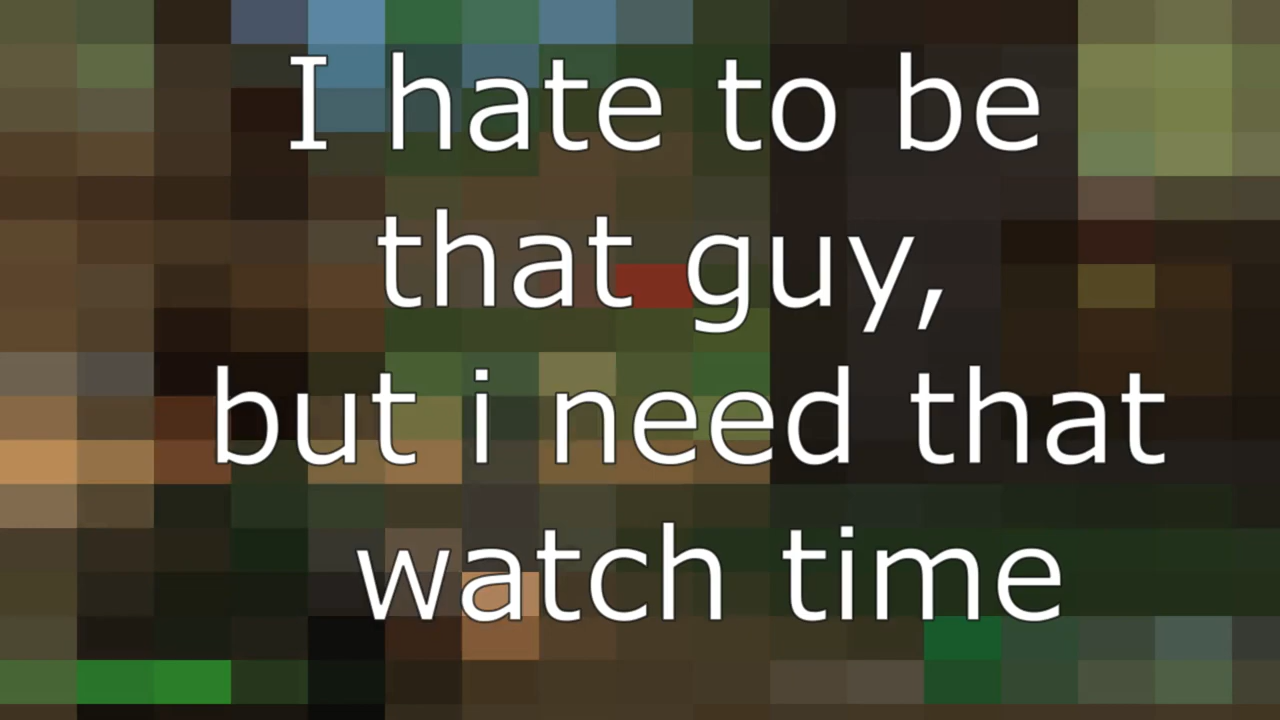 I hate to be
that guy,
but i need that
watch time